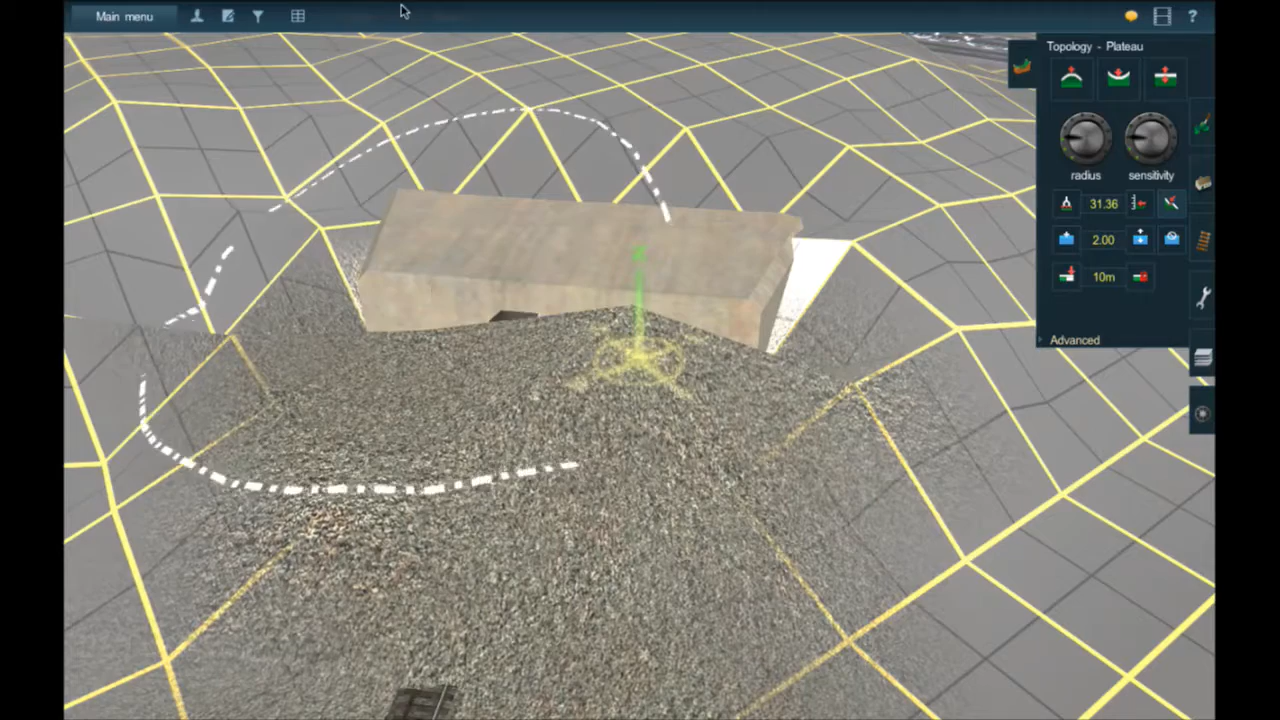 Main menu
?
Topology - Plateau
radius
sensitivity
31.36
2.00
10m
Advanced